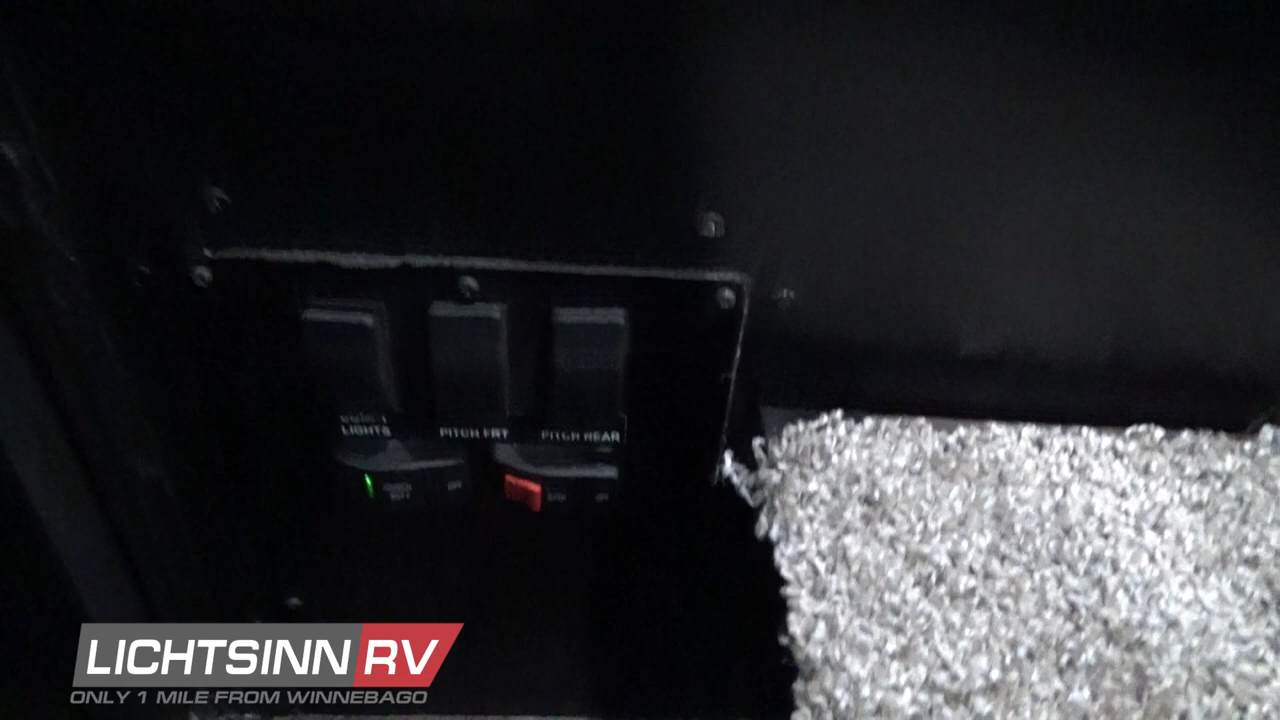 LIGHTS
PITCH FRT
PITCH REAR
LICHTSINN RV
ONLY 1 MILE FROM WINNEBAGO